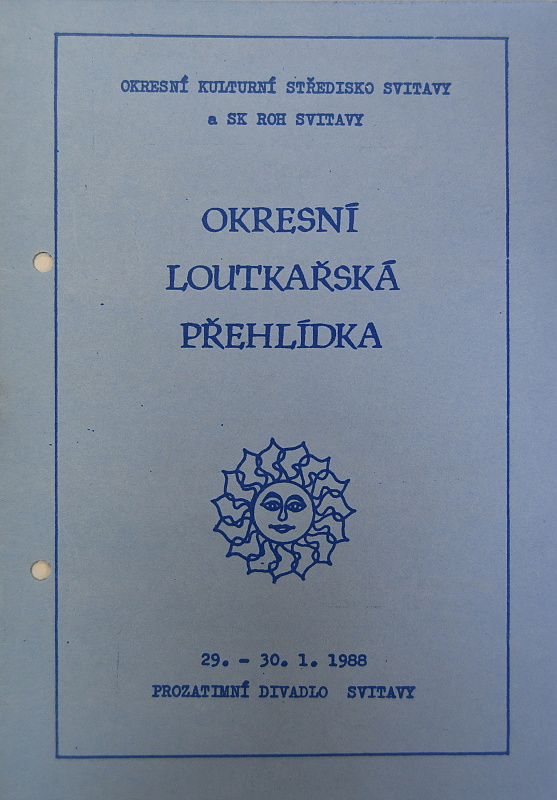 OKRESNÍ KULTURNÍ STŘEDISKO SVITAVY
a SK ROH SVITAVY
OKRESNÍ
LOUTKAŘSKÁ
PŘEHLÍDKA
29. - 30. 1. 1988
PROZATIMNÍ DIVADLO SVITAVY